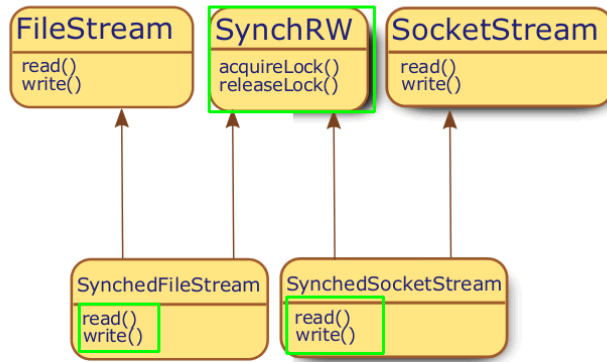 FileStream
read()
write()
SynchRW
acquireLock()
releaseLock()
SocketStream
read()
write()
SynchedFileStream
read()
write()
SynchedSocketStream
read()
write()